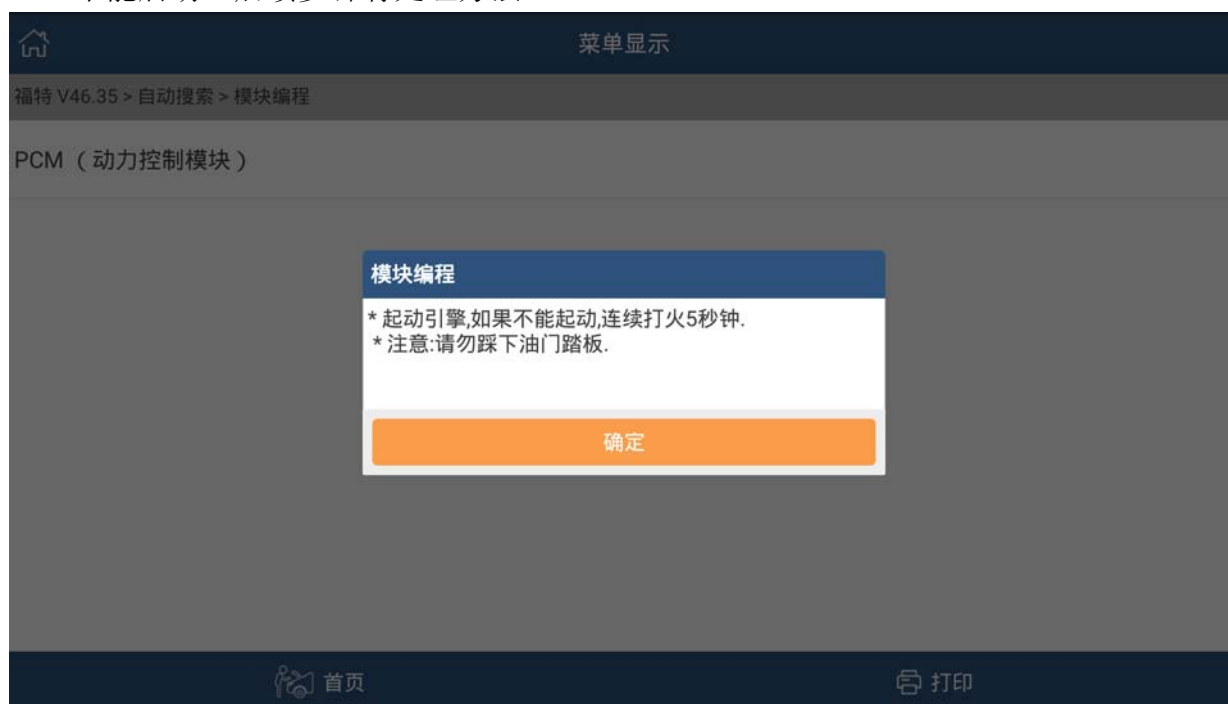 菜单显示
福特 V46.35 > 自动搜索 > 模块编程
PCM （动力控制模块）
模块编程
* 起动引擎,如果不能起动,连续打火5秒钟.
* 注意:请勿踩下油门踏板.
确定
首页
打印